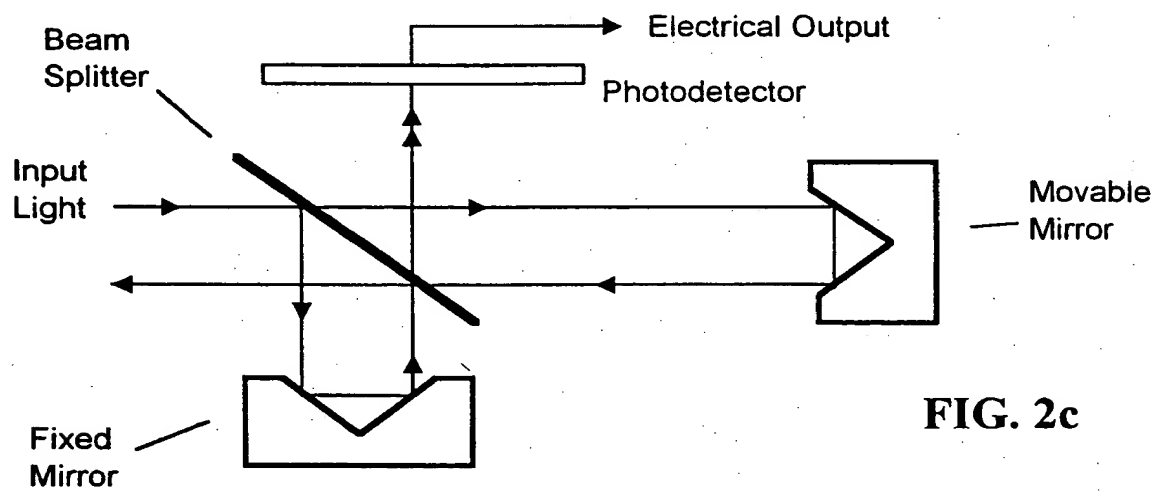 Electrical Output
Beam
Splitter
Photodetector
Input
Light
Movable
Mirror
FIG. 2c
Fixed
Mirror